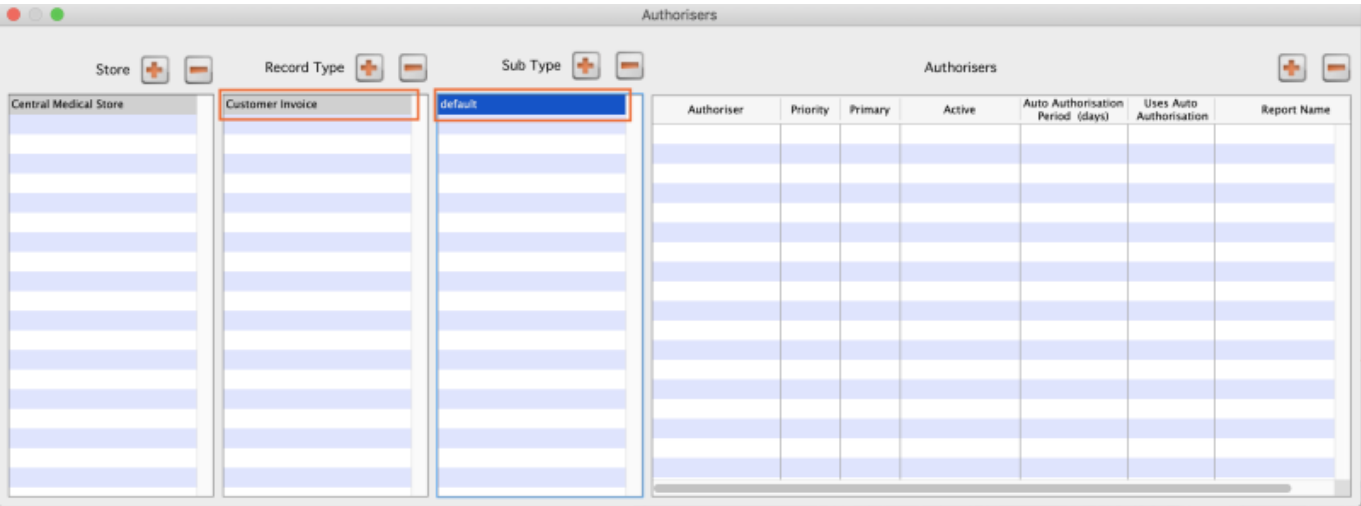 Authorisers
Store
Record Type
Sub Type
Authorisers
Central Medical Store
Customer Invoice
default
Authoriser
Priority
Primary
Active
Auto Authorisation
Period (days)
Uses Auto
Authorisation
Report Name